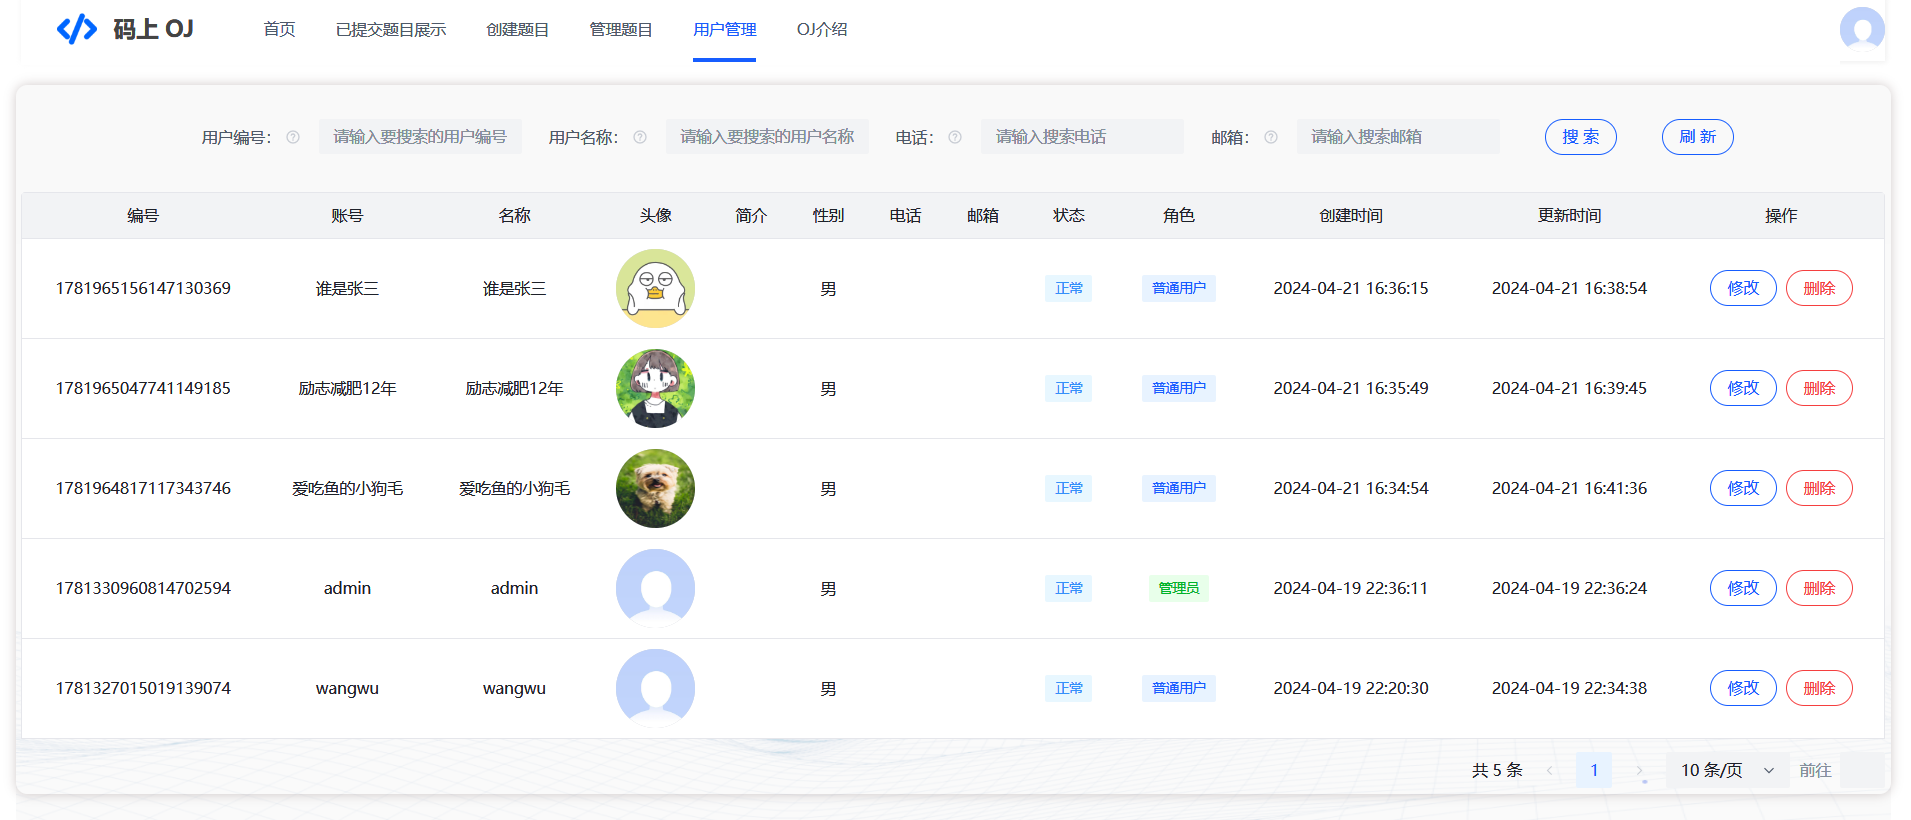 码上 OJ 首页 已提交题目展示 创建题目 管理题目 用户管理 OJ介绍
用户编号： 请输入要搜索的用户编号 用户名称： 请输入要搜索的用户名称 电话： 请输入搜索电话 邮箱： 请输入搜索邮箱 搜 索 刷 新
编号 账号 名称 头像 简介 性别 电话 邮箱 状态 角色 创建时间 更新时间 操作
1781965156147130369 谁是张三 谁是张三 男 正常 普通用户 2024-04-21 16:36:15 2024-04-21 16:38:54 修改 删除
1781965047741149185 励志减肥12年 励志减肥12年 男 正常 普通用户 2024-04-21 16:35:49 2024-04-21 16:39:45 修改 删除
1781964817117343746 爱吃鱼的小狗毛 爱吃鱼的小狗毛 男 正常 普通用户 2024-04-21 16:34:54 2024-04-21 16:41:36 修改 删除
1781330960814702594 admin admin 男 正常 管理员 2024-04-19 22:36:11 2024-04-19 22:36:24 修改 删除
1781327015019139074 wangwu wangwu 男 正常 普通用户 2024-04-19 22:20:30 2024-04-19 22:34:38 修改 删除
共 5 条 1 10 条/页 前往